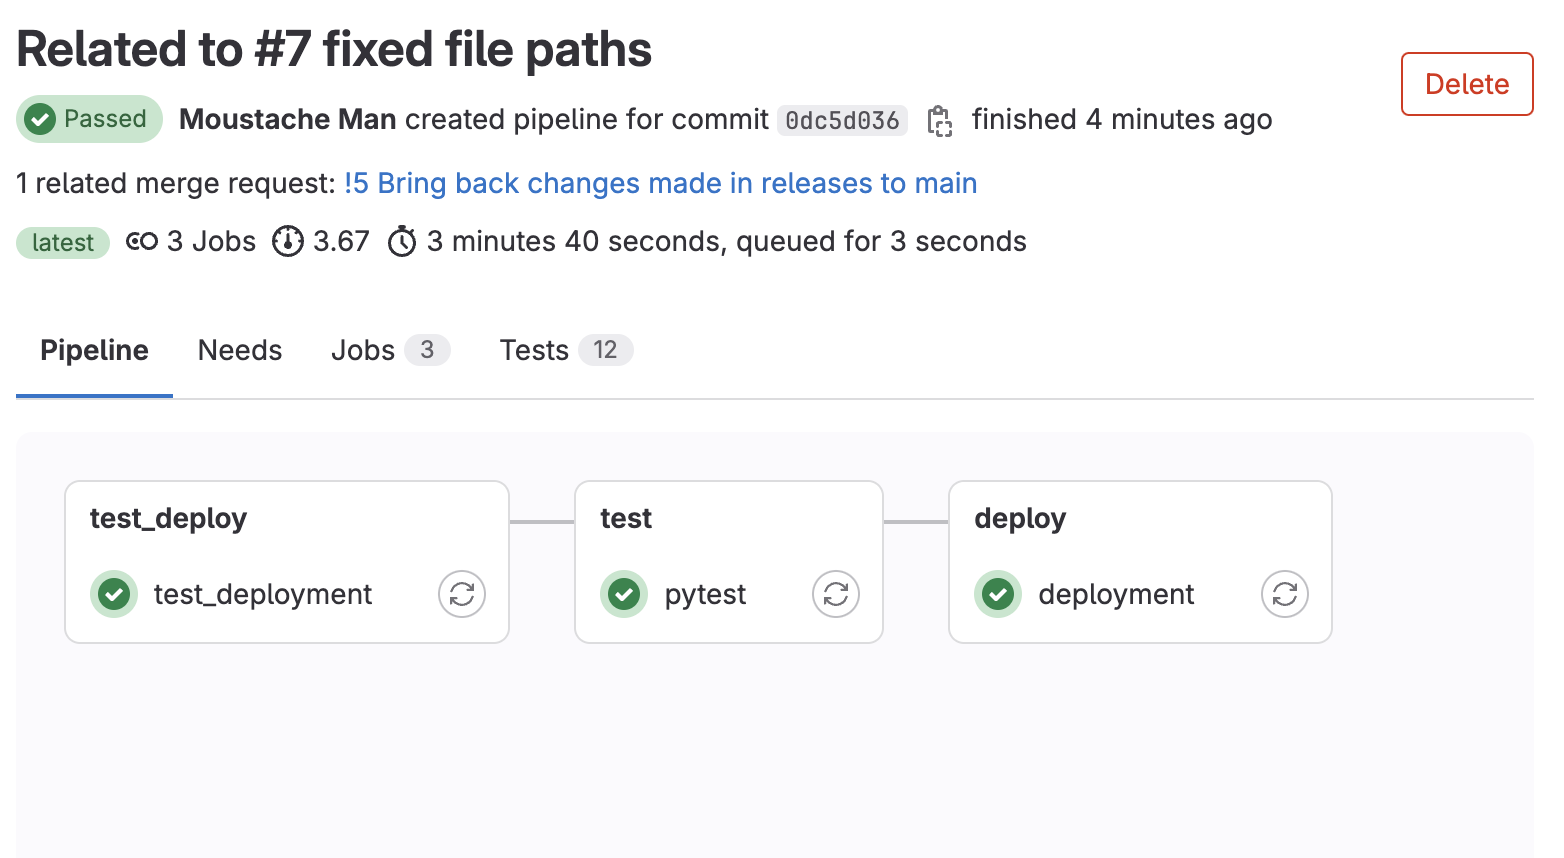 Related to #7 fixed file paths
Delete
Passed Moustache Man created pipeline for commit 0dc5d036 finished 4 minutes ago
1 related merge request: !5 Bring back changes made in releases to main
latest 3 Jobs 3.67 3 minutes 40 seconds, queued for 3 seconds
Pipeline Needs Jobs 3 Tests 12
test_deploy
test_deployment
test
pytest
deploy
deployment